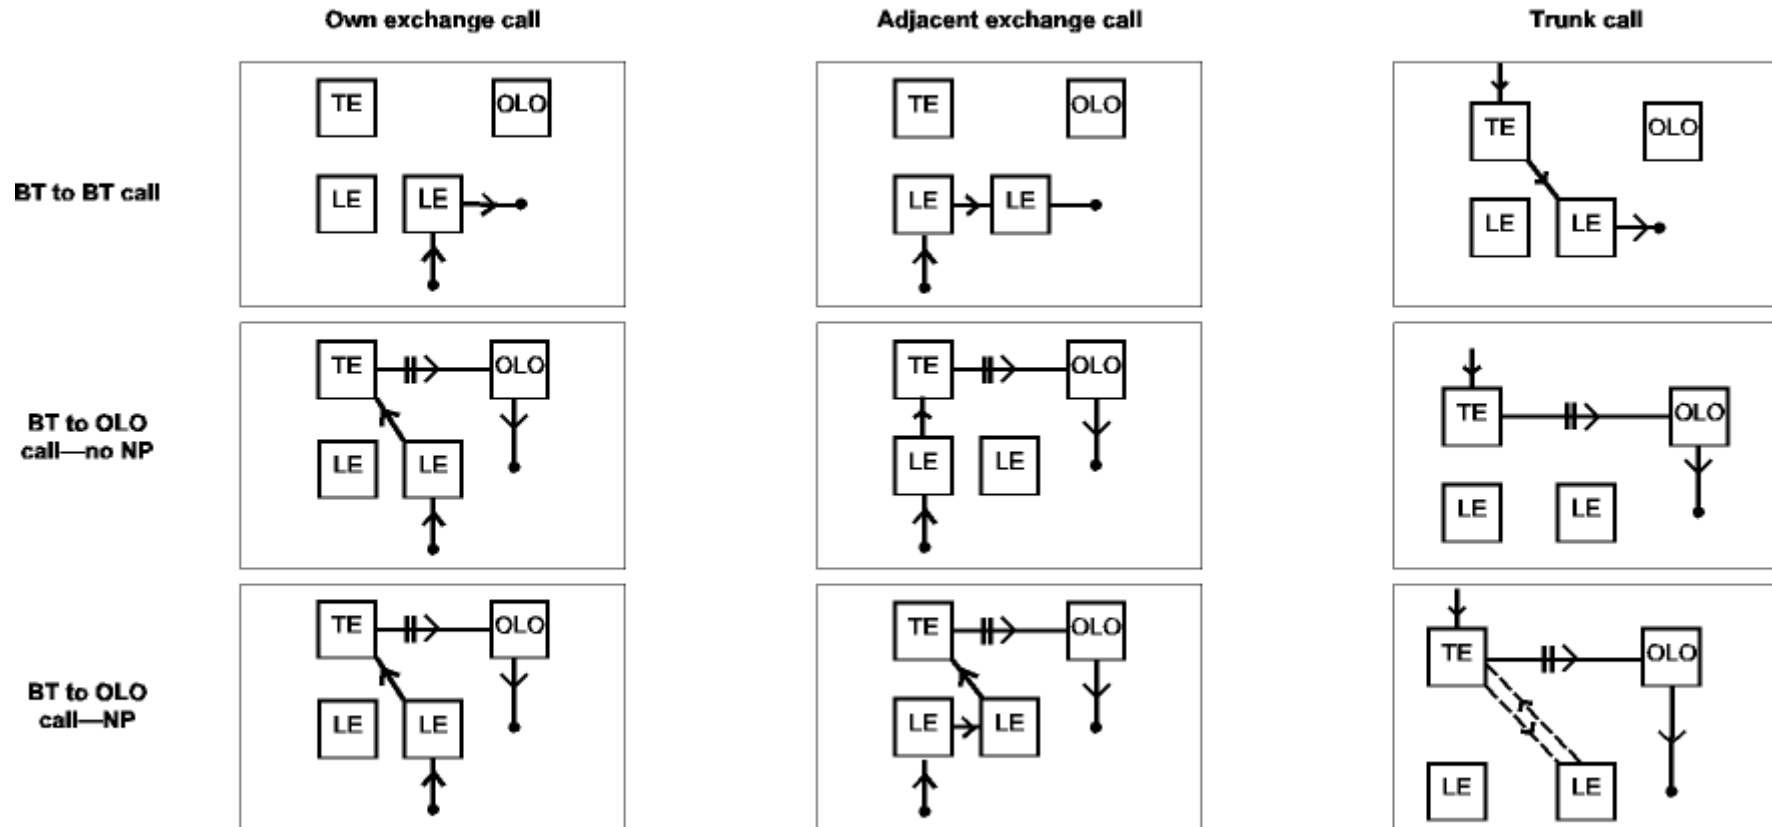 Own exchange call
Adjacent exchange call
Trunk call
BT to BT call
TE
OLO
LE
LE
TE
OLO
LE
LE
TE
OLO
LE
LE
BT to OLO
call—no NP
TE
OLO
LE
LE
TE
OLO
LE
LE
TE
OLO
LE
LE
BT to OLO
call—NP
TE
OLO
LE
LE
TE
OLO
LE
LE
TE
OLO
LE
LE